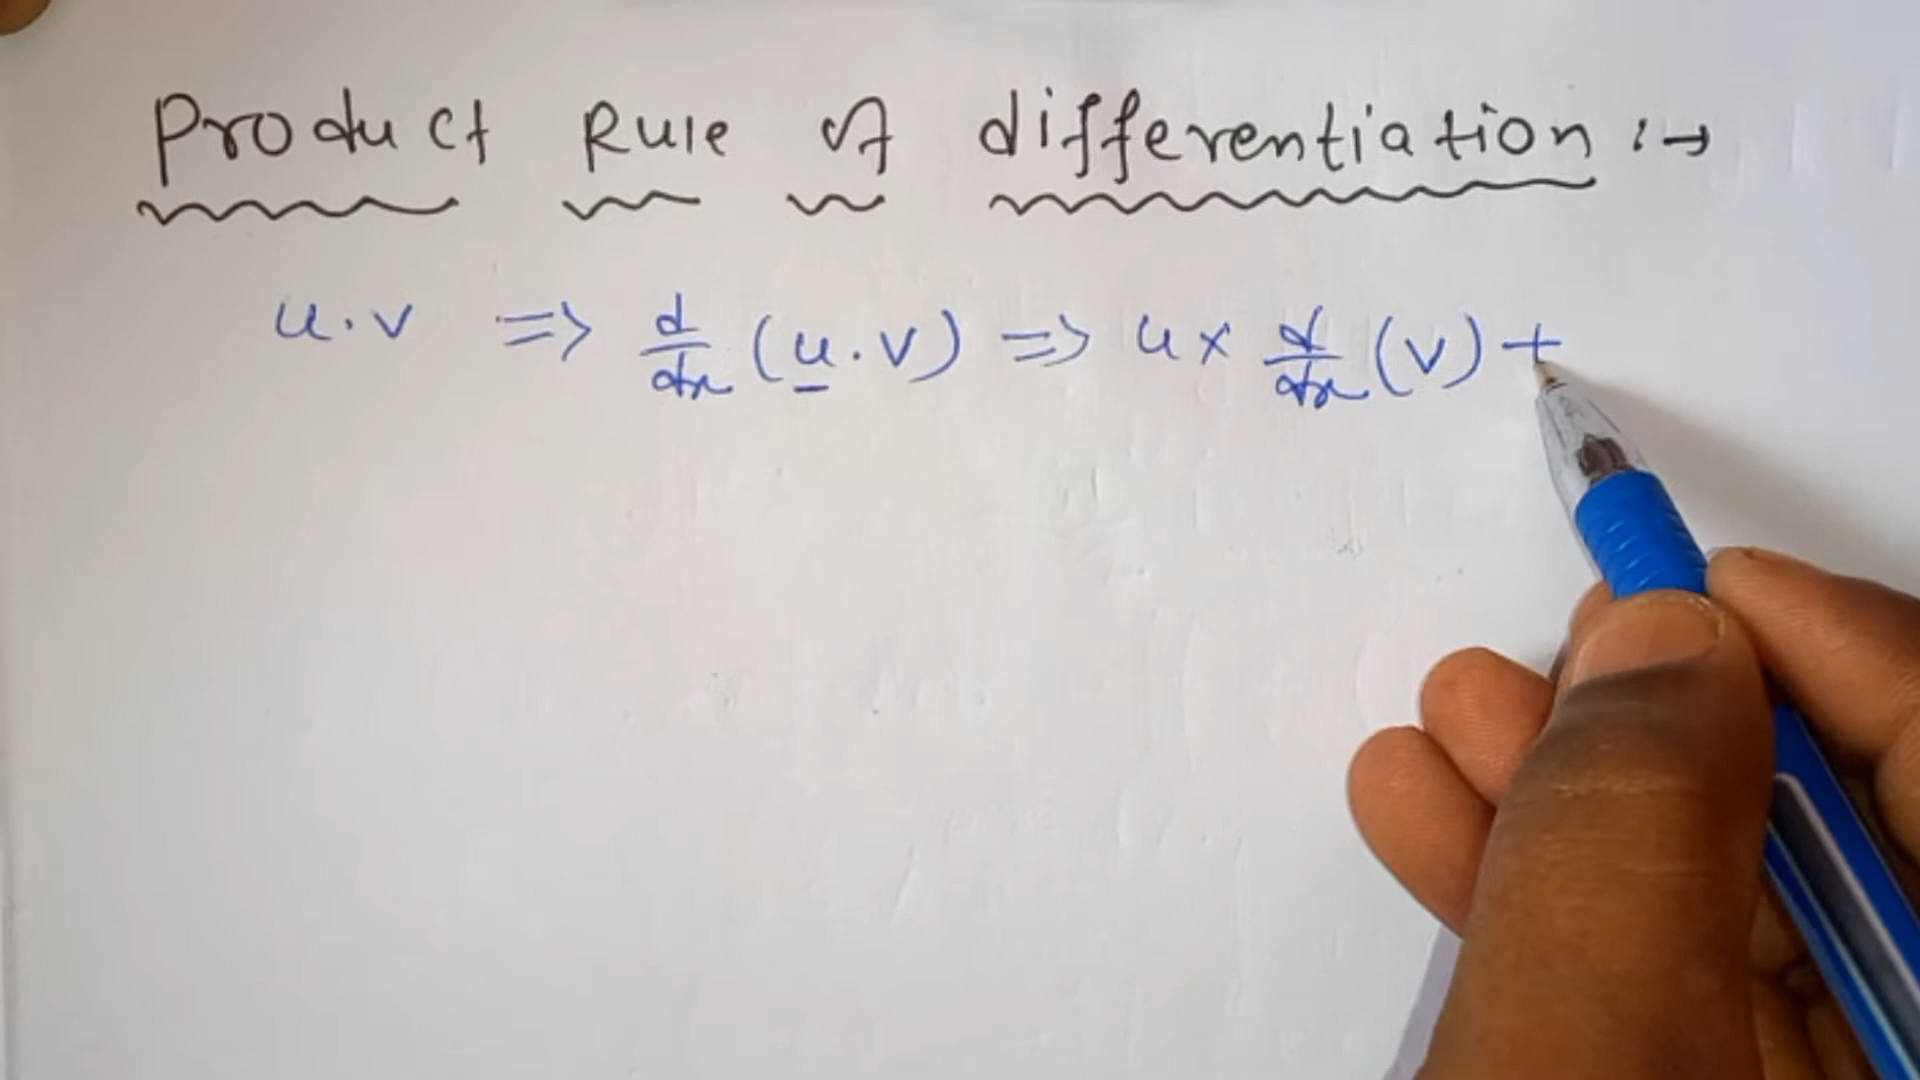 Product Rule of differentiation :→
u.v => d/dx (u.v) => u × d/dx (v) +